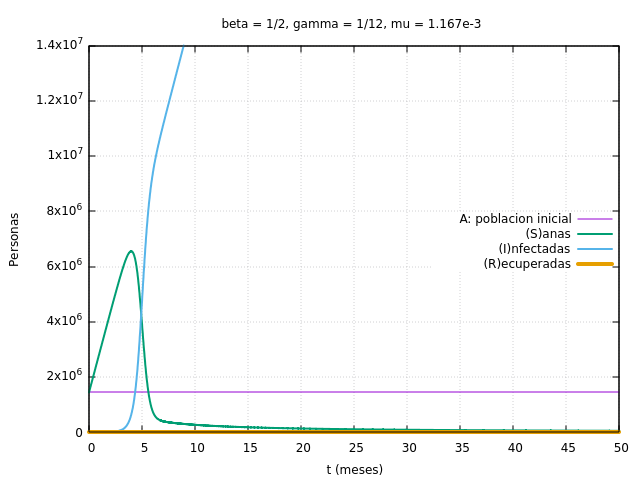 beta = 1/2, gamma = 1/12, mu = 1.167e-3
1.4x10^7
1.2x10^7
1x10^7
8x10^6
6x10^6
4x10^6
2x10^6
0
Personas
A: poblacion inicial
(S)anas
(I)nfectadas
(R)ecuperadas
0 5 10 15 20 25 30 35 40 45 50
t (meses)